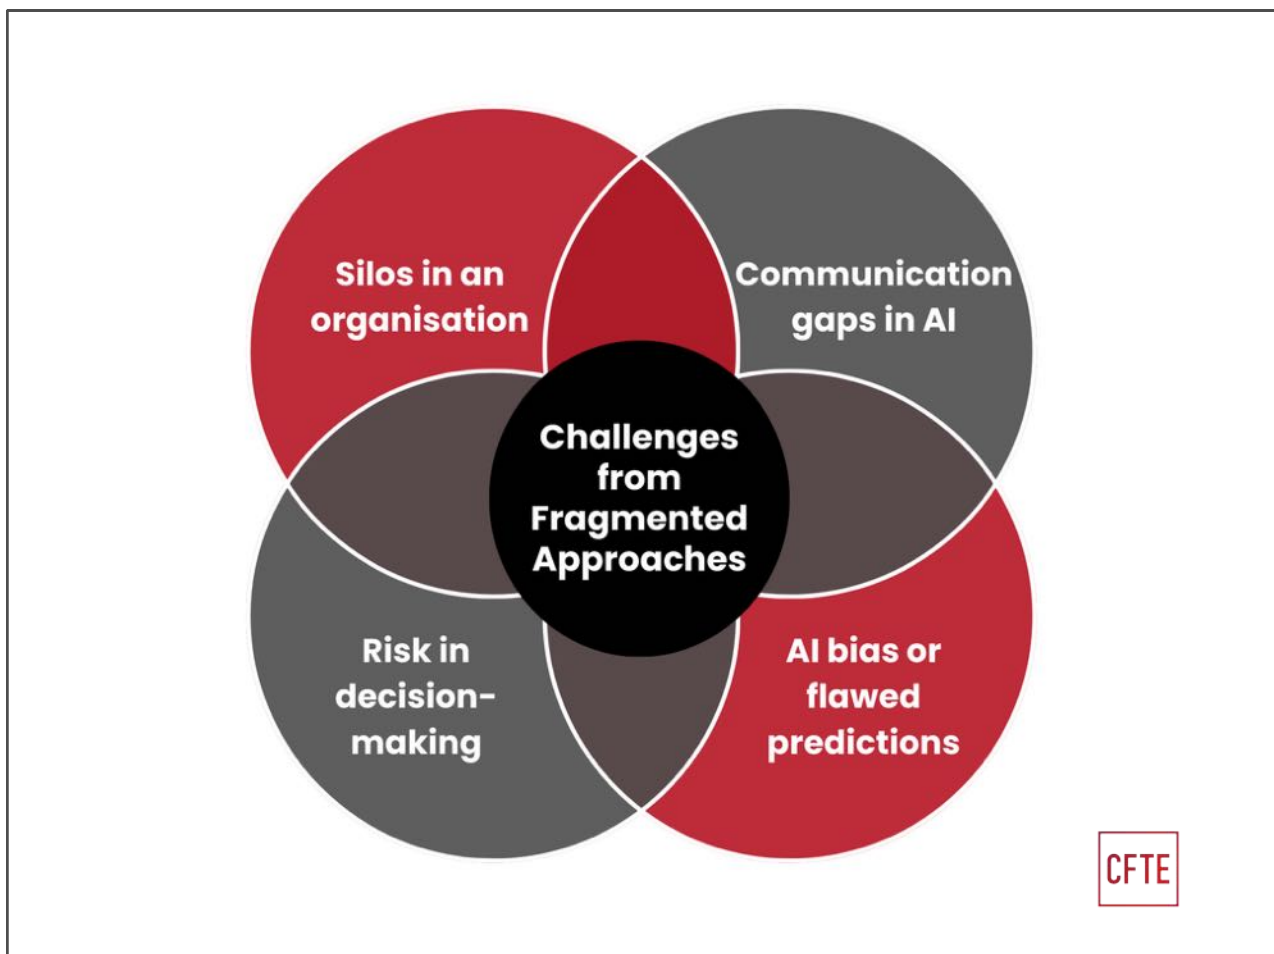 Silos in an
organisation
Communication
gaps in AI
Challenges
from
Fragmented
Approaches
Risk in
decision-
making
AI bias or
flawed
predictions
CFTE